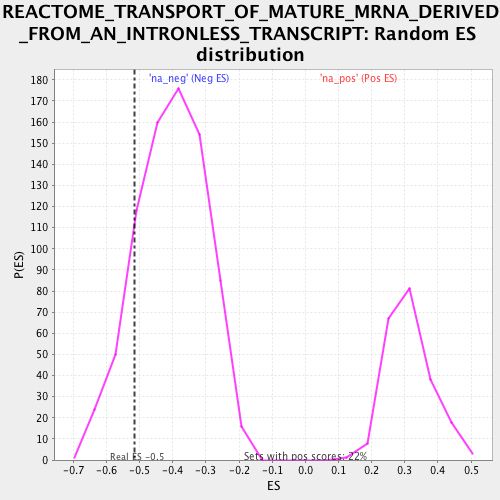 REACTOME_TRANSPORT_OF_MATURE_MRNA_DERIVED
_FROM_AN_INTRONLESS_TRANSCRIPT: Random ES
distribution
'na_neg' (Neg ES)
'na_pos' (Pos ES)
180
170
160
150
140
130
120
110
100
90
80
70
60
50
40
30
20
10
0
P(ES)
Real ES -0.5
Sets with pos scores: 22%
-0.7 -0.6 -0.5 -0.4 -0.3 -0.2 -0.1 0.0 0.1 0.2 0.3 0.4 0.5
ES